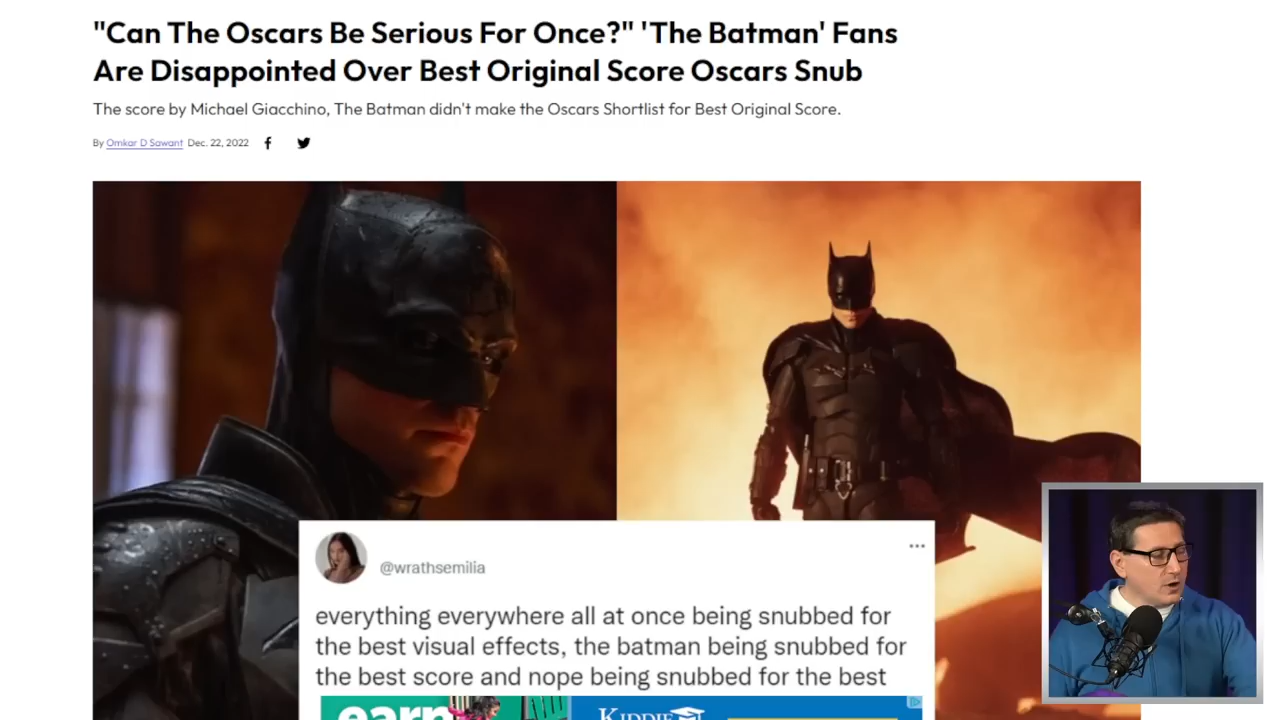 "Can The Oscars Be Serious For Once?" 'The Batman' Fans
Are Disappointed Over Best Original Score Oscars Snub
The score by Michael Giacchino, The Batman didn't make the Oscars Shortlist for Best Original Score.
By Omkar D Sawant Dec. 22, 2022
@wrathsemilia
everything everywhere all at once being snubbed for
the best visual effects, the batman being snubbed for
the best score and nope being snubbed for the best
earn
KIDDIE